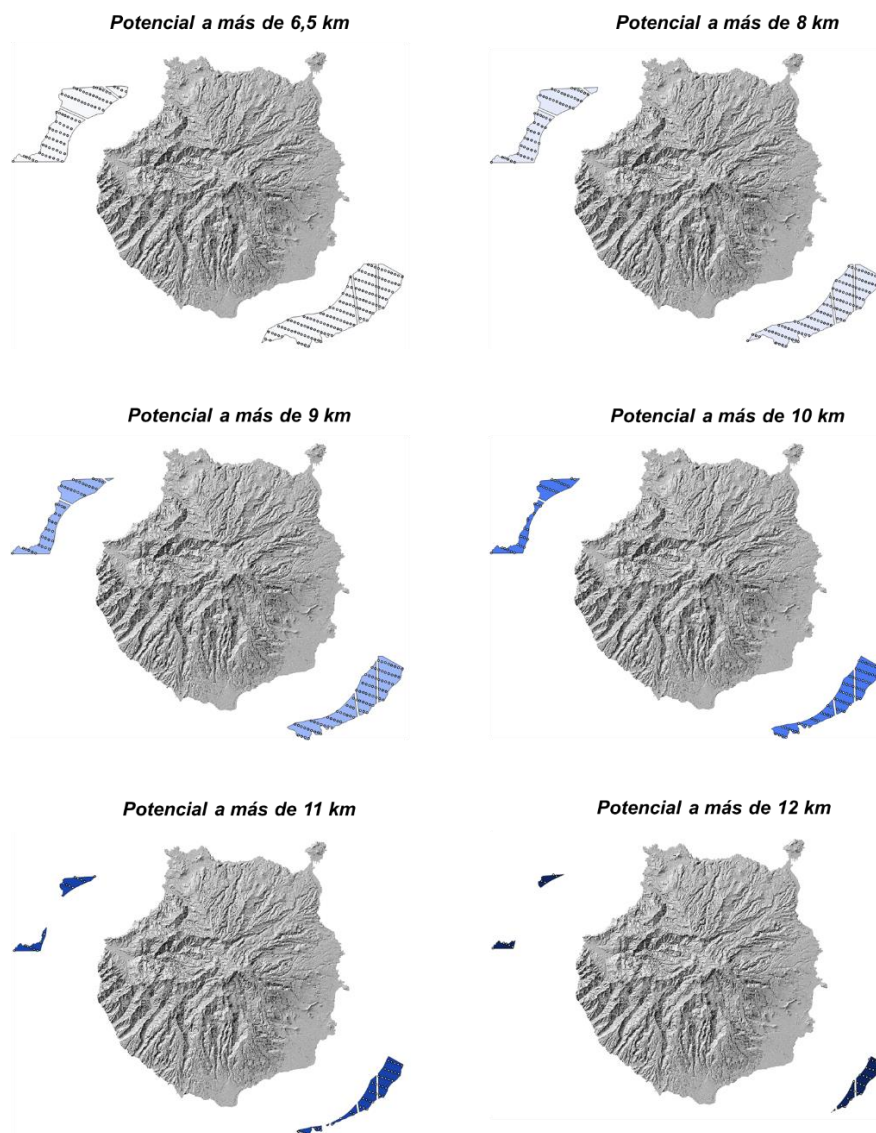 Potencial a más de 6,5 km
Potencial a más de 8 km
Potencial a más de 9 km
Potencial a más de 10 km
Potencial a más de 11 km
Potencial a más de 12 km